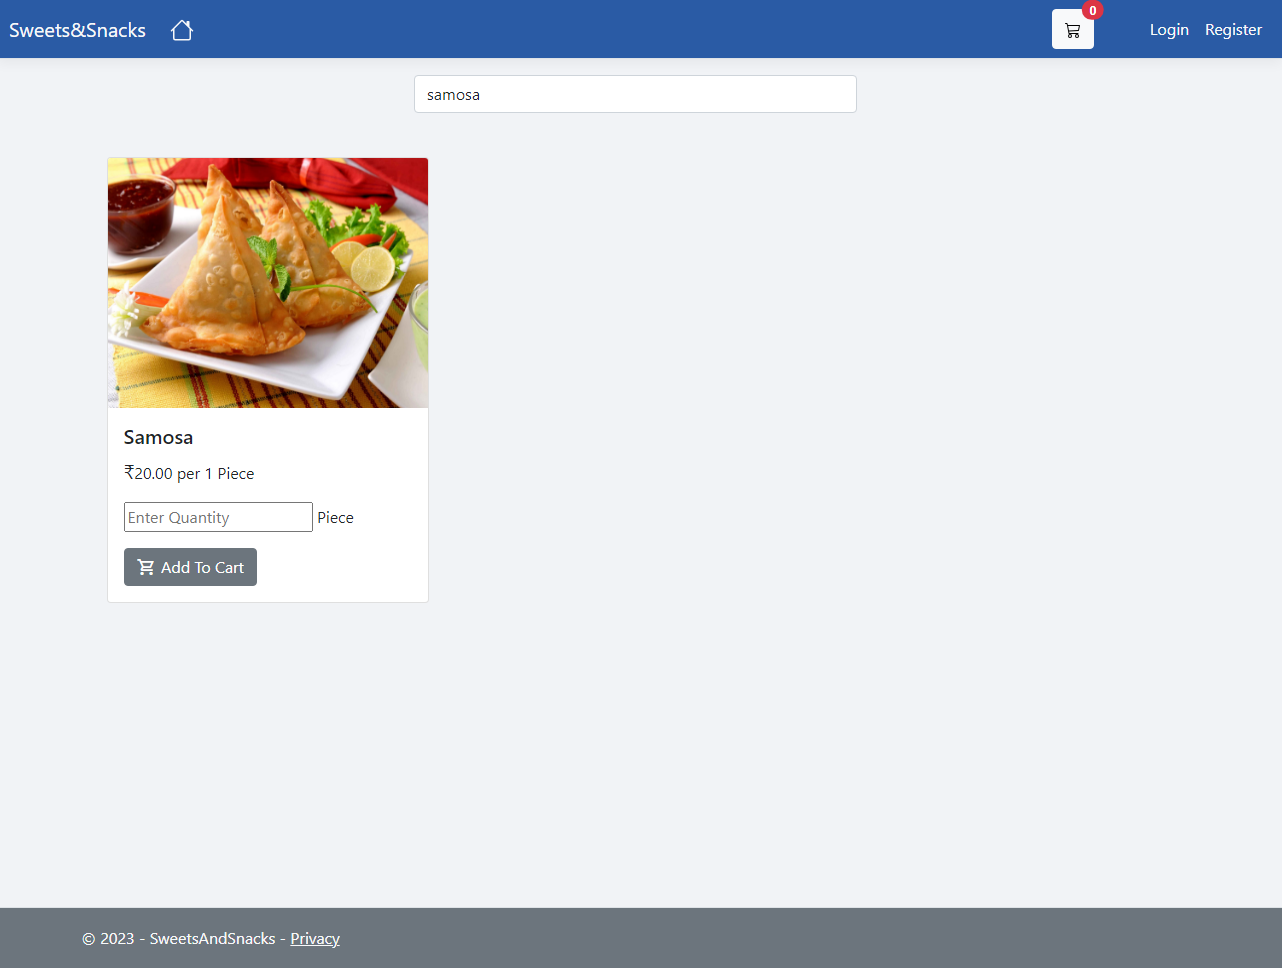 Sweets&Snacks
0
Login Register
samosa
Samosa
₹20.00 per 1 Piece
Enter Quantity Piece
Add To Cart
© 2023 - SweetsAndSnacks - Privacy